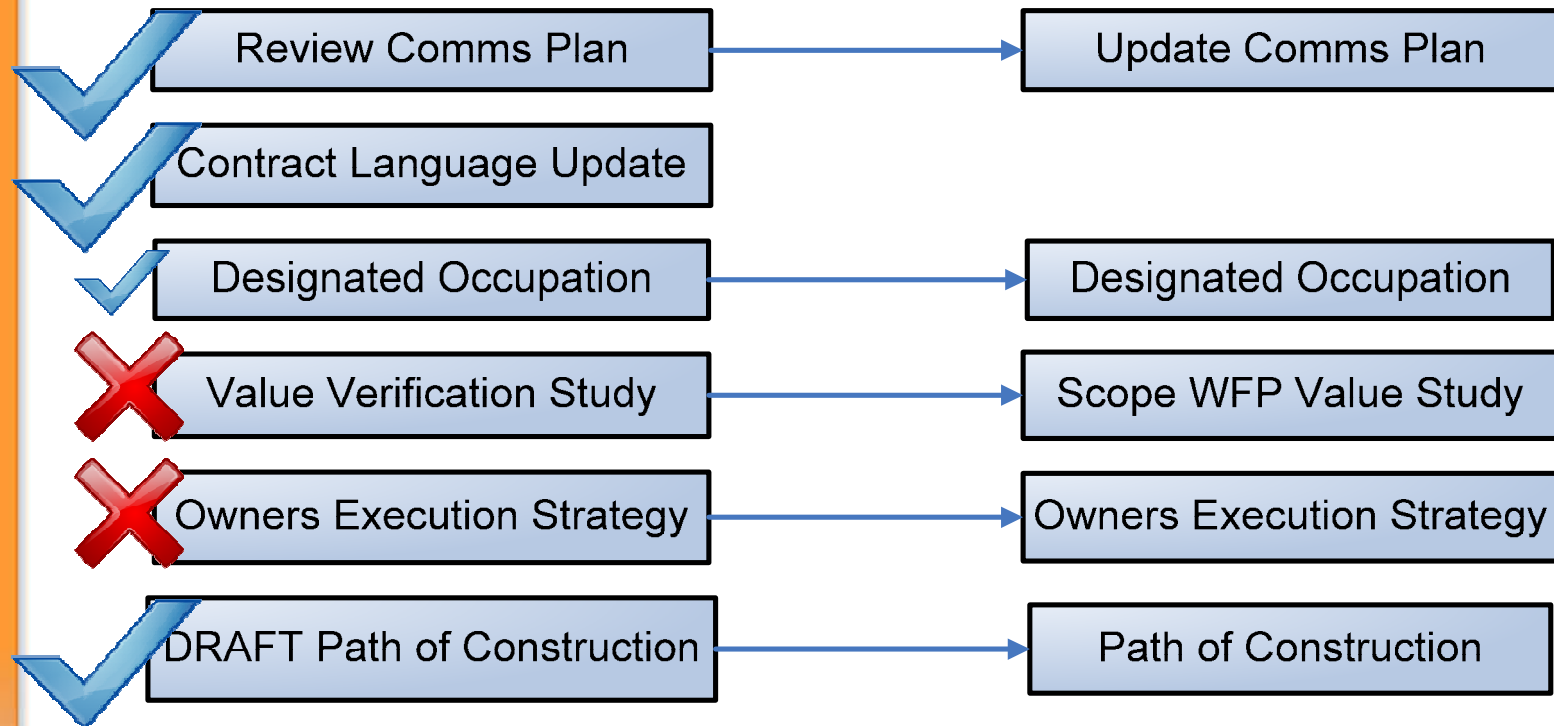 Review Comms Plan
Update Comms Plan
Contract Language Update
Designated Occupation
Designated Occupation
Value Verification Study
Scope WFP Value Study
Owners Execution Strategy
Owners Execution Strategy
DRAFT Path of Construction
Path of Construction